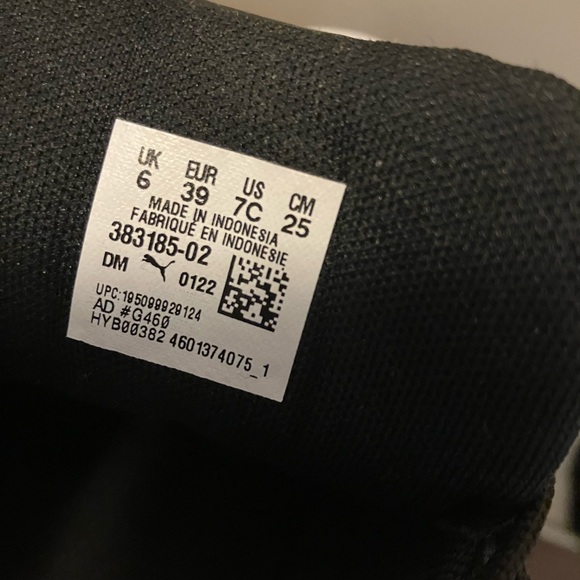 UK EUR US CM
6 39 7C 25
MADE IN INDONESIA
FABRIQUÉ EN INDONESIE
383185-02
DM 0122
UPC:195099929124
AD #G460
HYB00382 4601374075_1